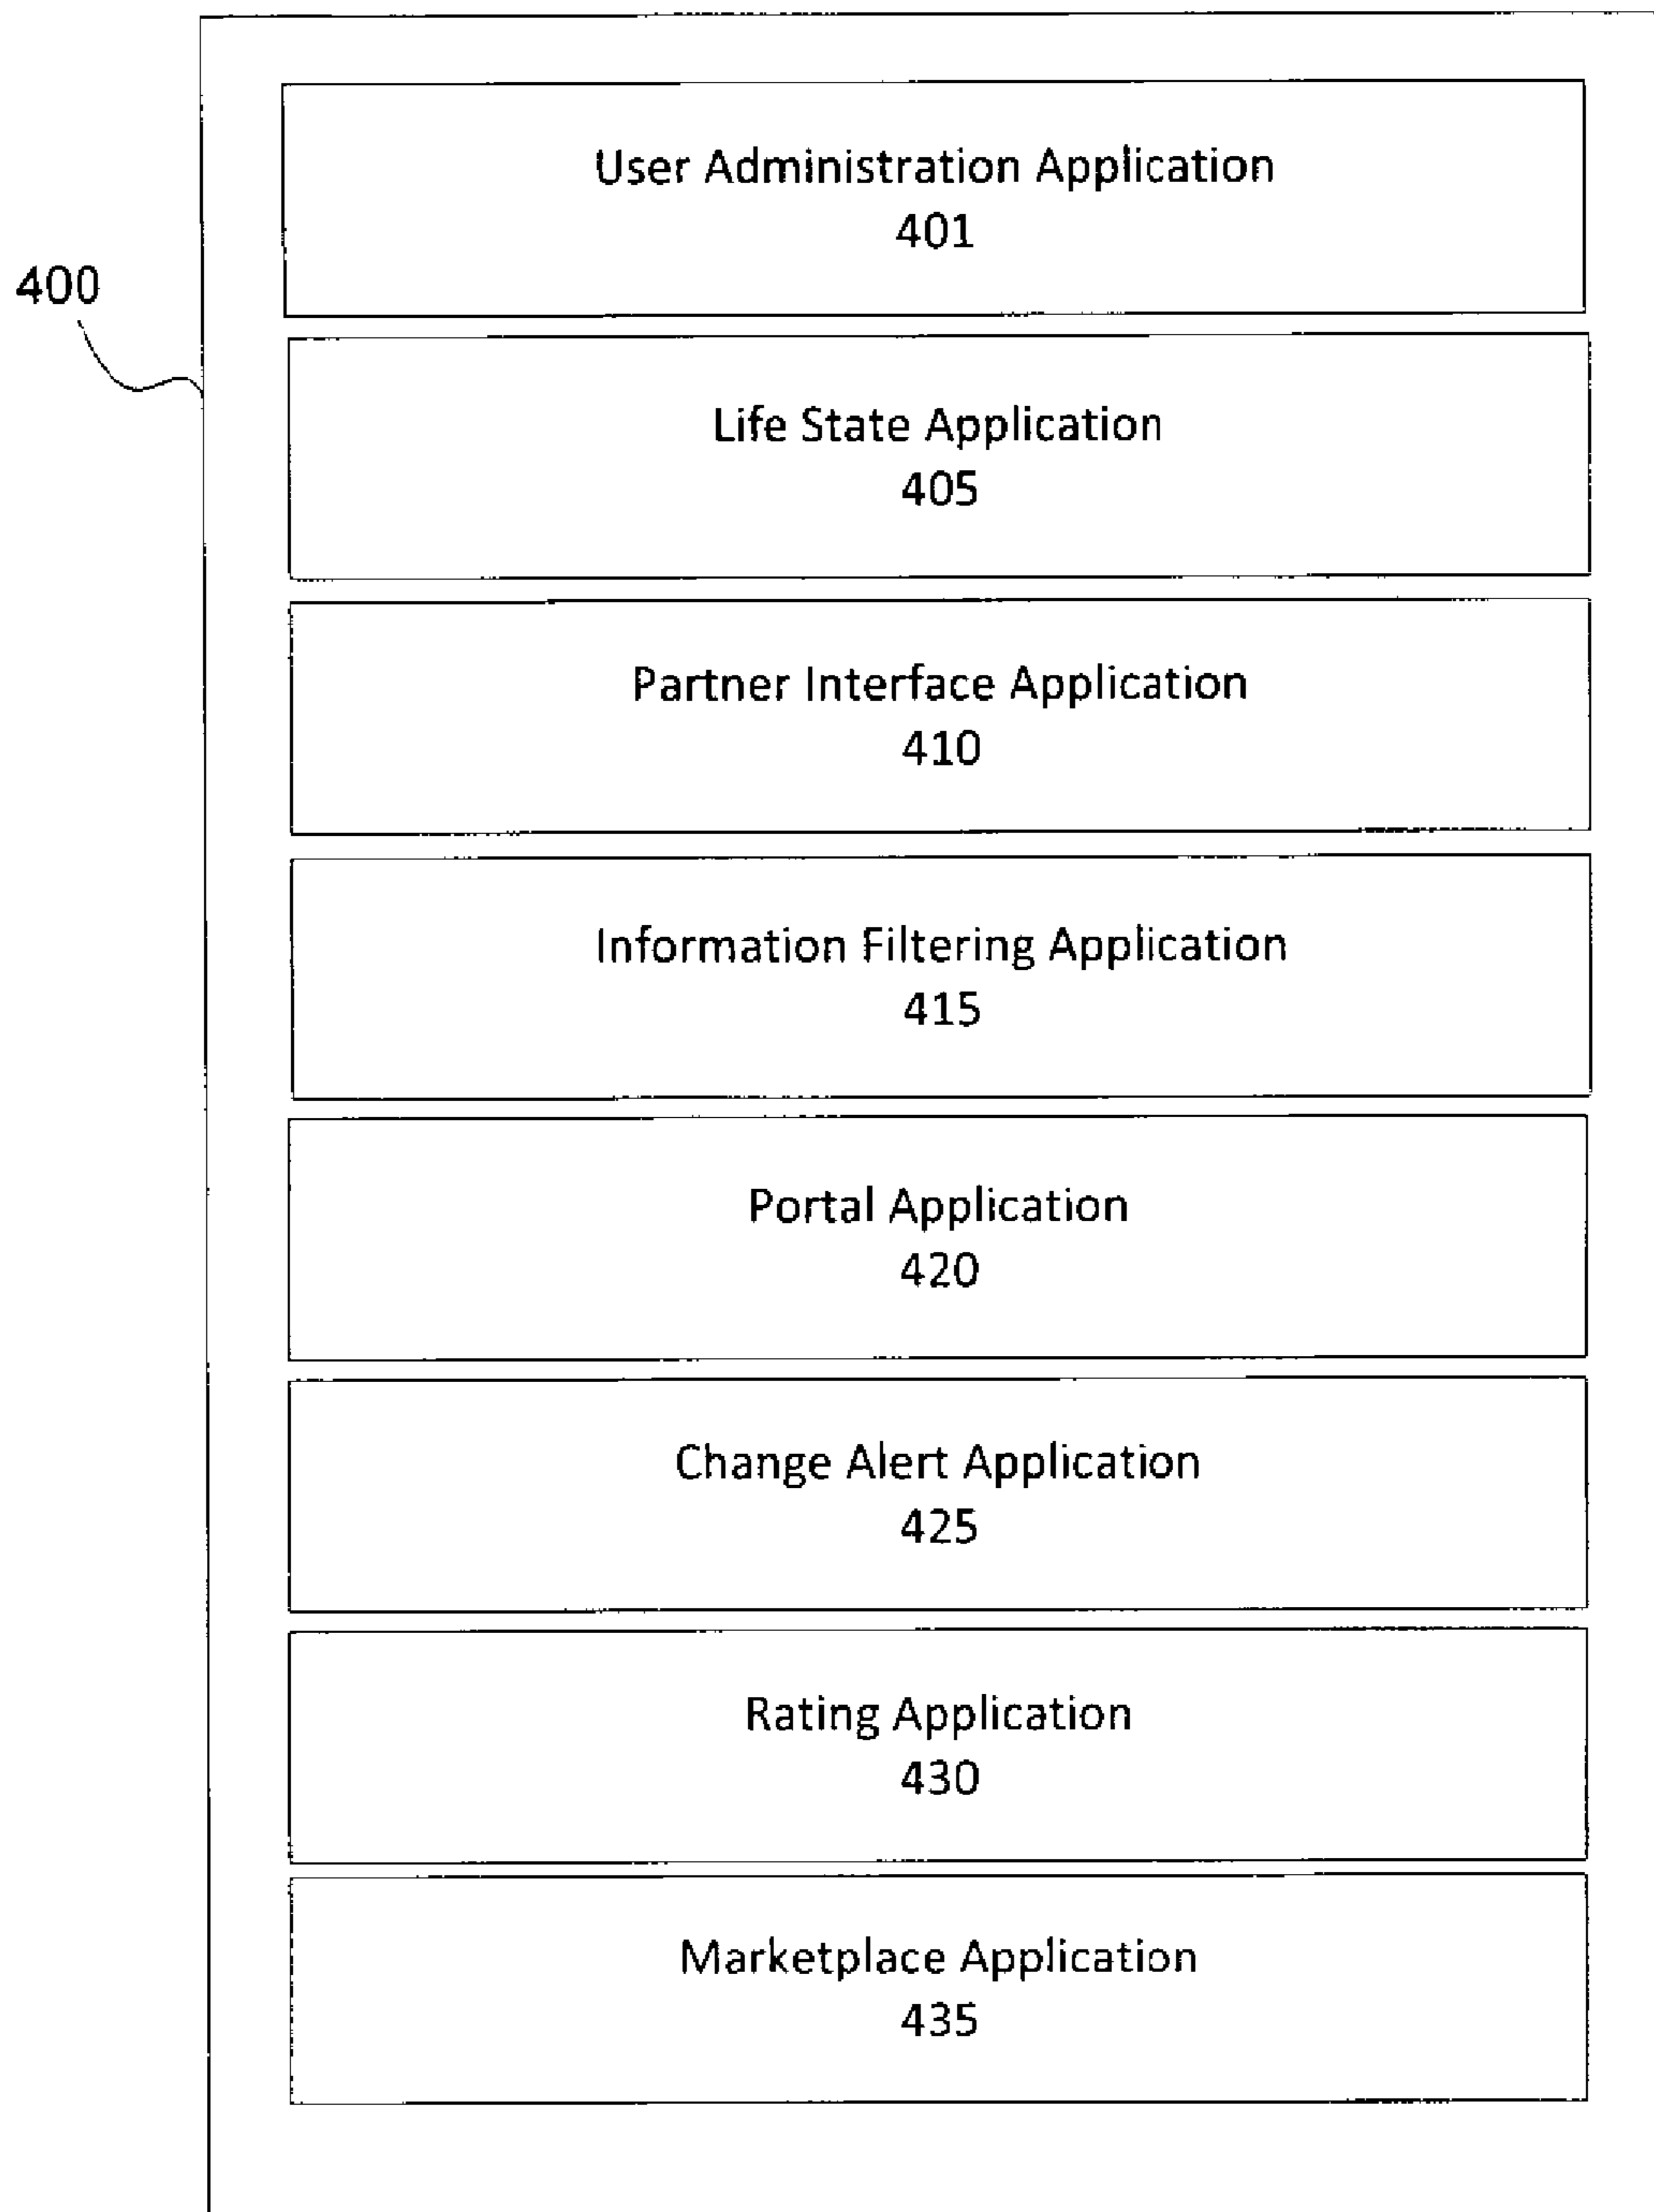 User Administration Application
401
400
Life State Application
405
Partner Interface Application
410
Information Filtering Application
415
Portal Application
420
Change Alert Application
425
Rating Application
430
Marketplace Application
435